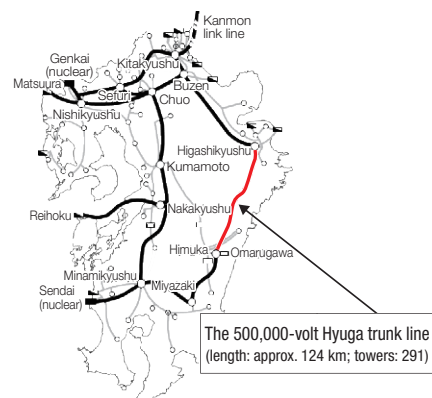 Kanmon
link line
Genkai
(nuclear)
Kitakyushu
Matsuura
Sefuri
Buzen
Chuo
Nishikyushu
Higashikyushu
Kumamoto
Reihoku
Nakakyushu
Himuka
Omarugawa
Minamikyushu
Sendai
(nuclear)
Miyazaki
The 500,000-volt Hyuga trunk line
(length: approx. 124 km; towers: 291)